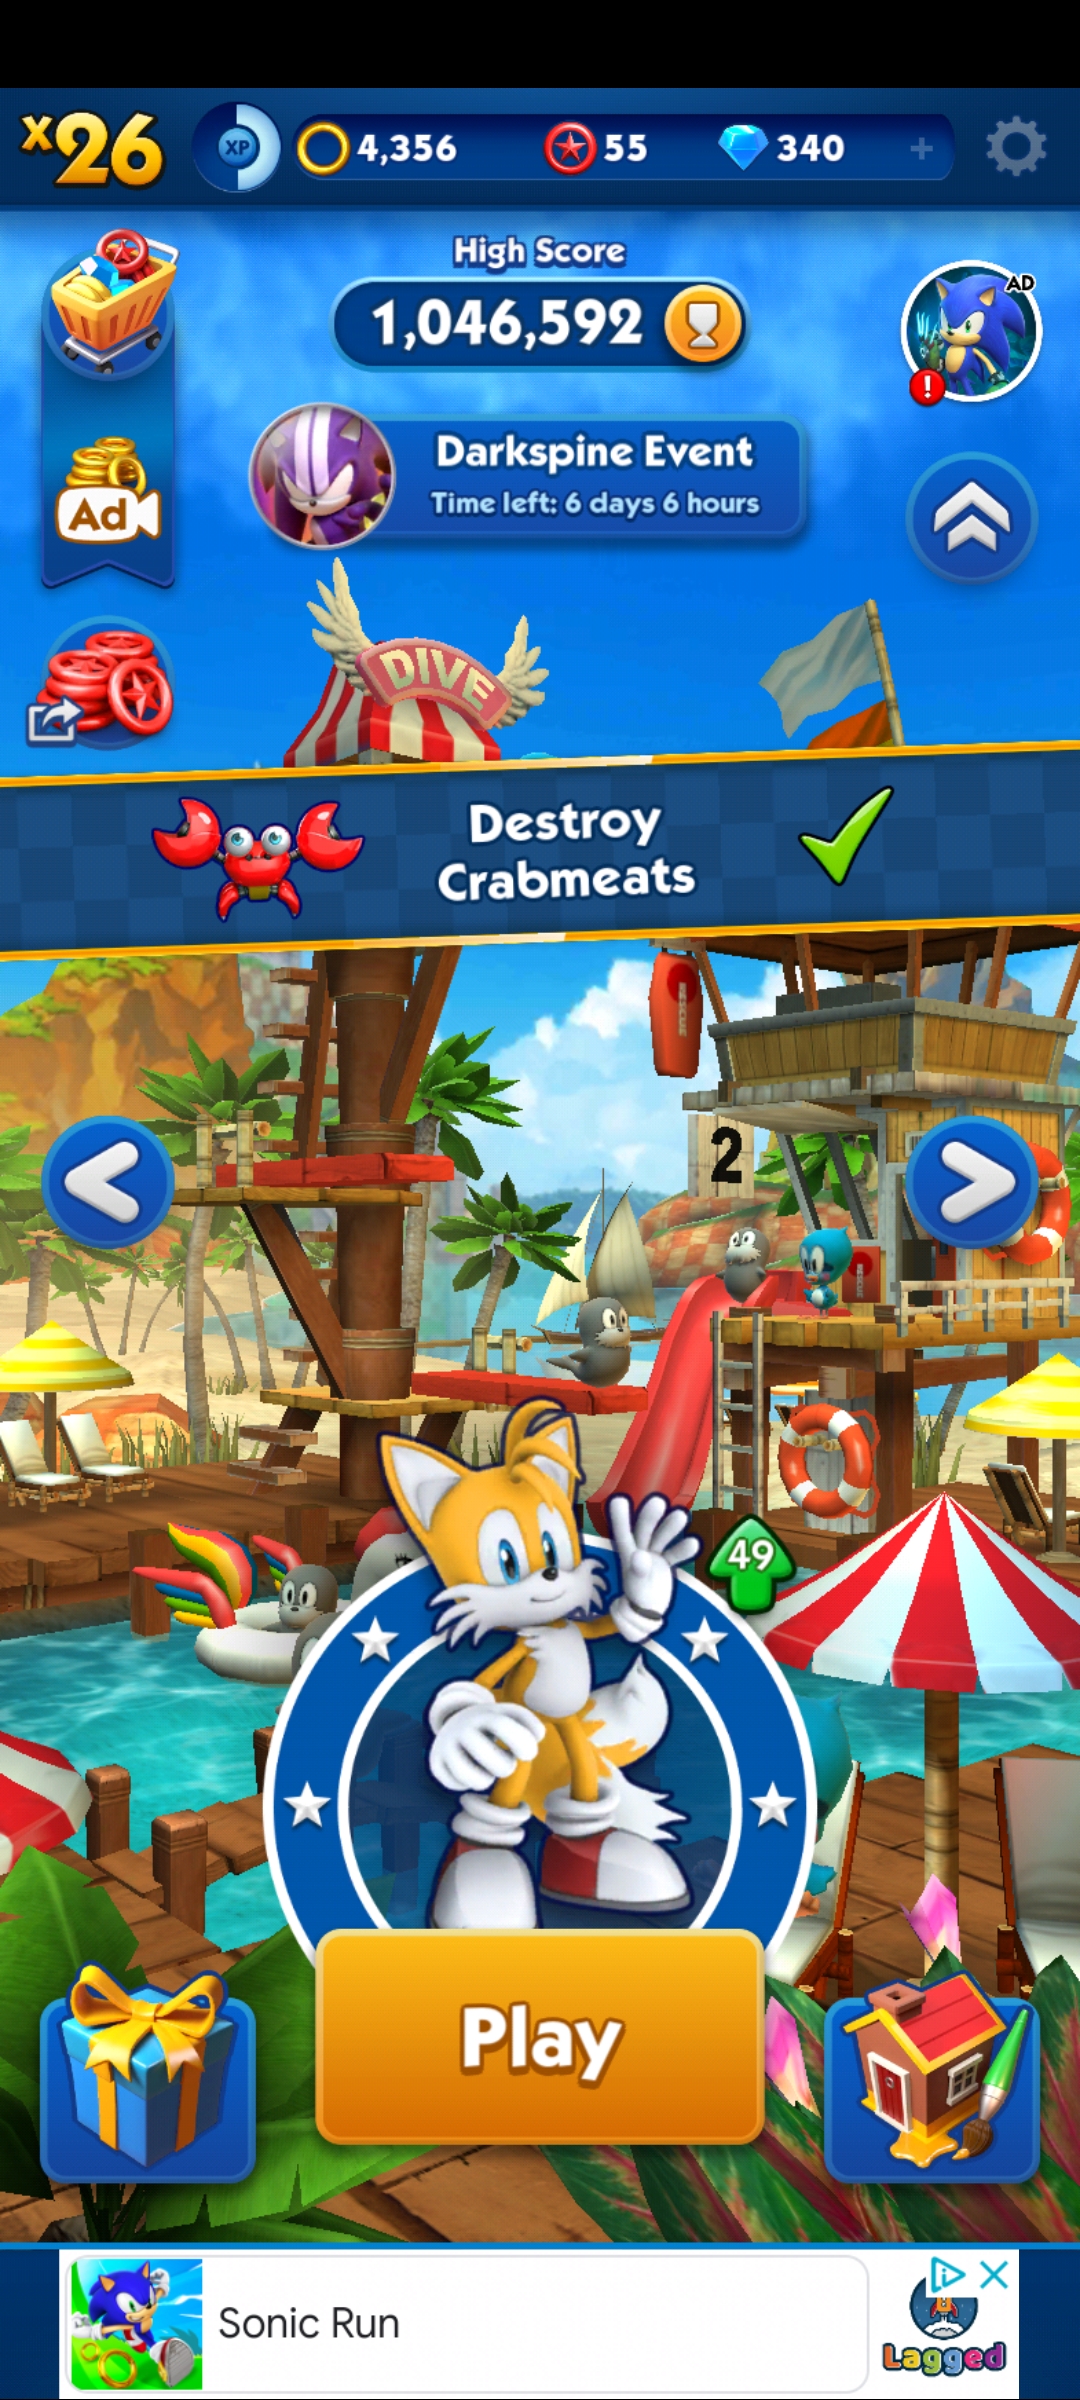 x26
XP
4,356
55
340
High Score
1,046,592
AD
!
Darkspine Event
Time left: 6 days 6 hours
Ad
DIVE
Destroy
Crabmeats
RESCUE
2
49
Play
Sonic Run
Lagged